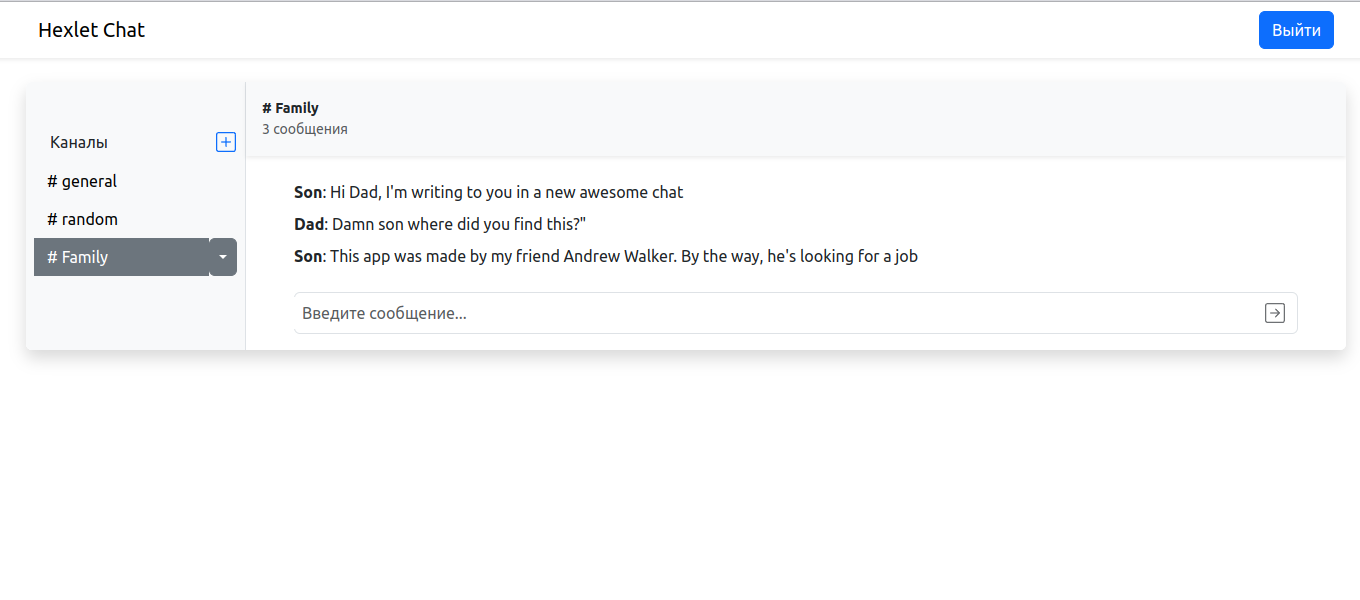 Hexlet Chat
Выйти
Каналы
# general
# random
# Family
# Family
3 сообщения
Son: Hi Dad, I'm writing to you in a new awesome chat
Dad: Damn son where did you find this?"
Son: This app was made by my friend Andrew Walker. By the way, he's looking for a job
Введите сообщение...